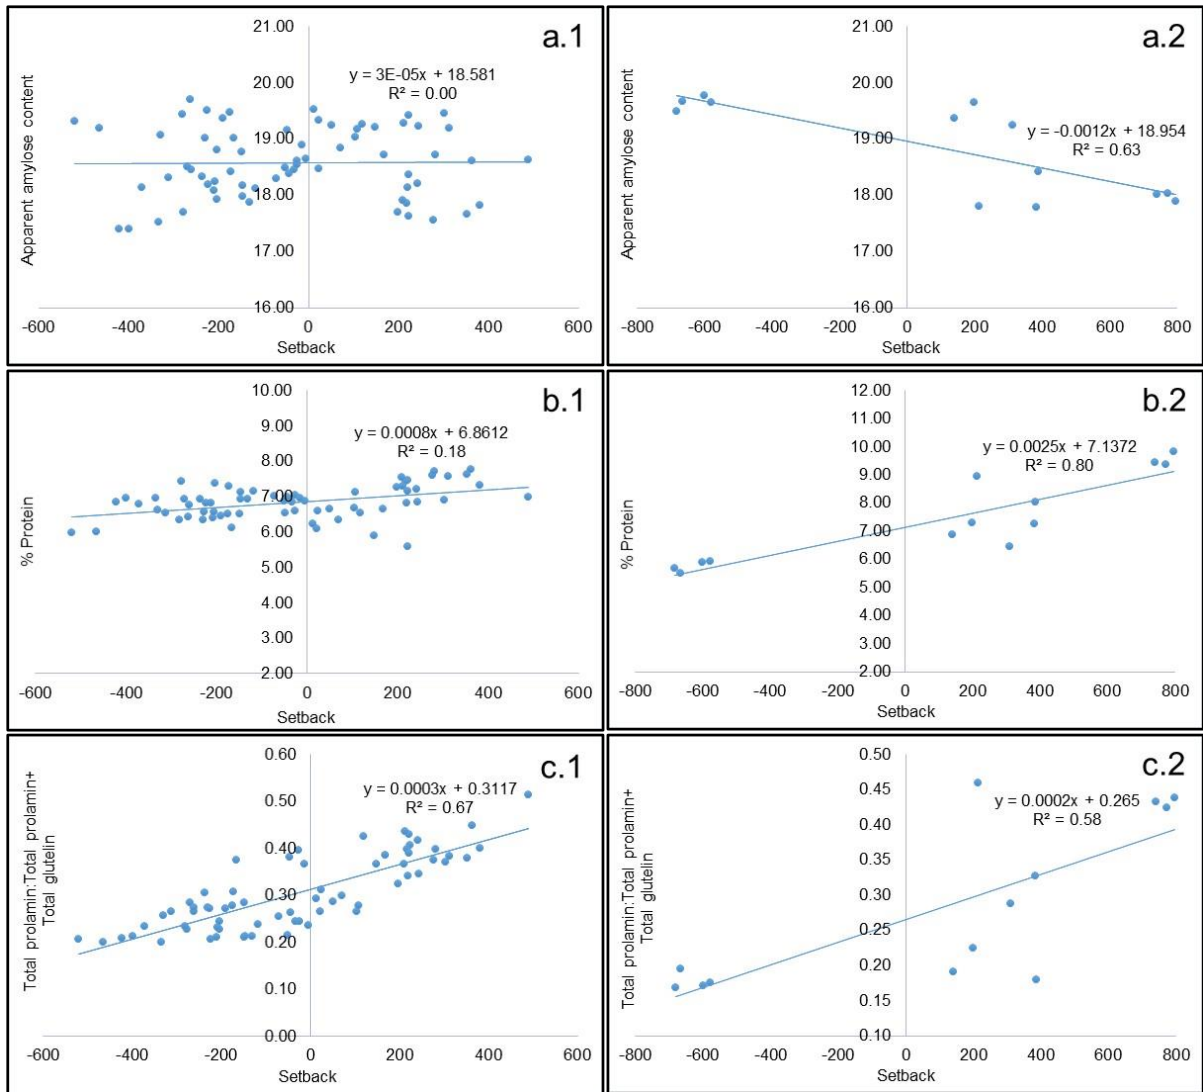 a.1
21.00
20.00
19.00
18.00
17.00
16.00
Apparent amylose content
y = 3E-05x + 18.581
R² = 0.00
-600 -400 -200 0 200 400 600
Setback
a.2
21.00
20.00
19.00
18.00
17.00
16.00
Apparent amylose content
y = -0.0012x + 18.954
R² = 0.63
-800 -600 -400 -200 0 200 400 600 800
Setback
b.1
10.00
9.00
8.00
7.00
6.00
5.00
4.00
3.00
2.00
% Protein
y = 0.0008x + 6.8612
R² = 0.18
-600 -400 -200 0 200 400 600
Setback
b.2
12.00
11.00
10.00
9.00
8.00
7.00
6.00
5.00
4.00
3.00
2.00
% Protein
y = 0.0025x + 7.1372
R² = 0.80
-800 -600 -400 -200 0 200 400 600 800
Setback
c.1
0.60
0.50
0.40
0.30
0.20
0.10
0.00
Total prolamin:Total prolamin+
Total glutelin
y = 0.0003x + 0.3117
R² = 0.67
-600 -400 -200 0 200 400 600
Setback
c.2
0.50
0.45
0.40
0.35
0.30
0.25
0.20
0.15
0.10
Total prolamin:Total prolamin+
Total glutelin
y = 0.0002x + 0.265
R² = 0.58
-800 -600 -400 -200 0 200 400 600 800
Setback